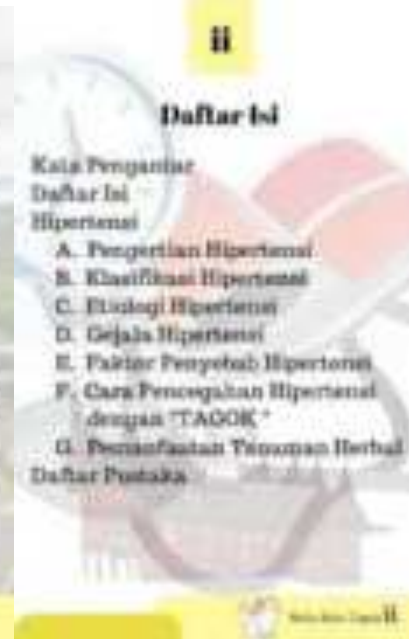 ii
Daftar Isi
Kata Pengantar
Daftar Isi
Hipertensi
A. Pengertian Hipertensi
B. Klasifikasi Hipertensi
C. Etiologi Hipertensi
D. Gejala Hipertensi
E. Faktor Penyebab Hipertensi
F. Cara Pencegahan Hipertensi
dengan "TAGOK"
G. Pemanfaatan Tanaman Herbal
Daftar Pustaka
ii